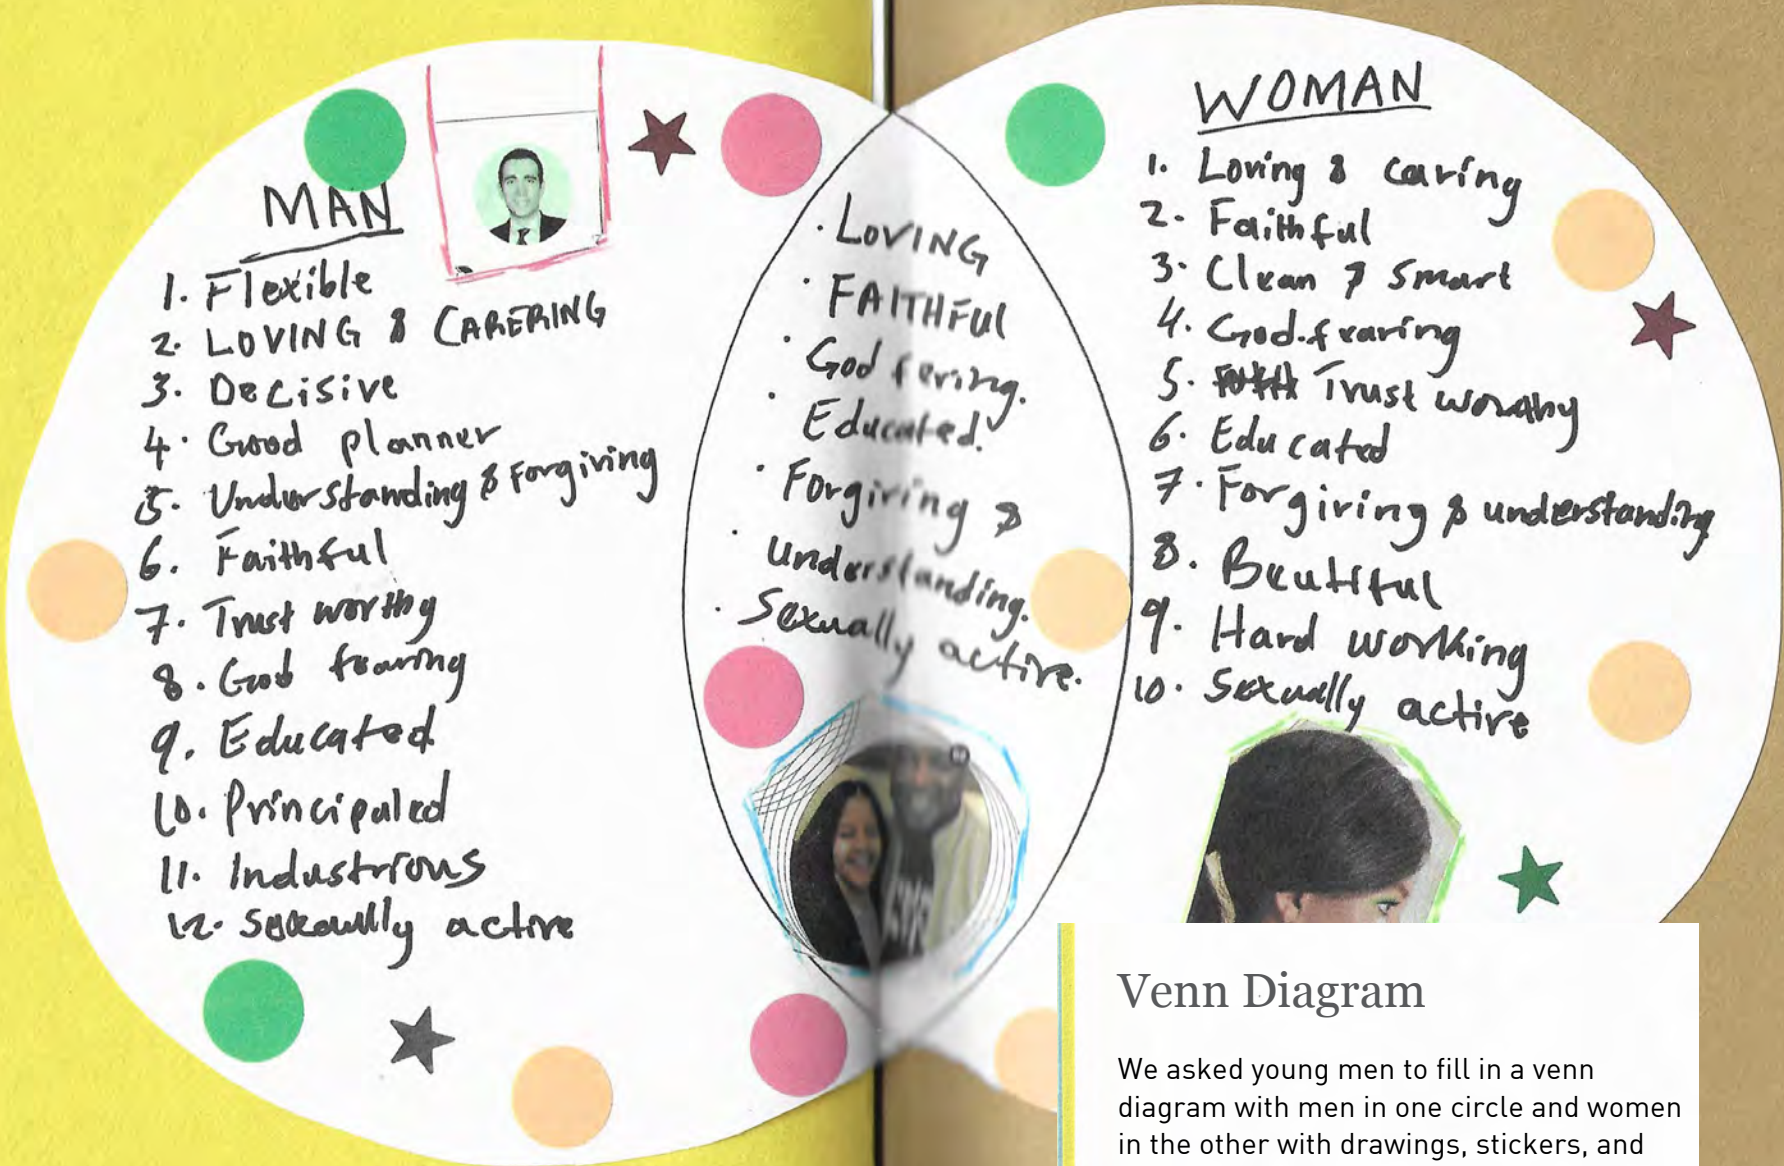 MAN
1. Flexible
2. LOVING & CARERING
3. Decisive
4. Good planner
5. Understanding & Forgiving
6. Faithful
7. Trust worthy
8. God fearing
9. Educated
10. Principaled
11. Industrious
12. Sexually active
· LOVING
· FAITHFUl
· God fering.
· Educated.
· Forgiving &
· understanding.
· Sexually active.
WOMAN
1. Loving & caring
2. Faithful
3. Clean & smart
4. God.fearing
5. Trust worthy
6. Educated
7. Forgiving & understanding
8. Beautiful
9. Hard working
10. Sexually active
Venn Diagram
We asked young men to fill in a venn
diagram with men in one circle and women
in the other with drawings, stickers, and